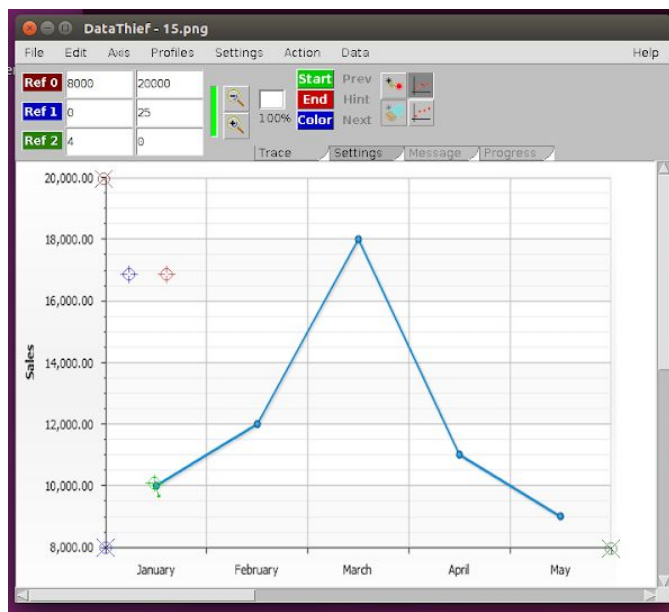 DataThief - 15.png
File Edit Axis Profiles Settings Action Data Help
Ref 0 8000 20000 Start Prev
Ref 1 0 25 100% End Hint
Ref 2 4 0 Color Next
Trace Settings Message Progress
20,000.00
18,000.00
16,000.00
14,000.00
12,000.00
10,000.00
8,000.00
Sales
January February March April May